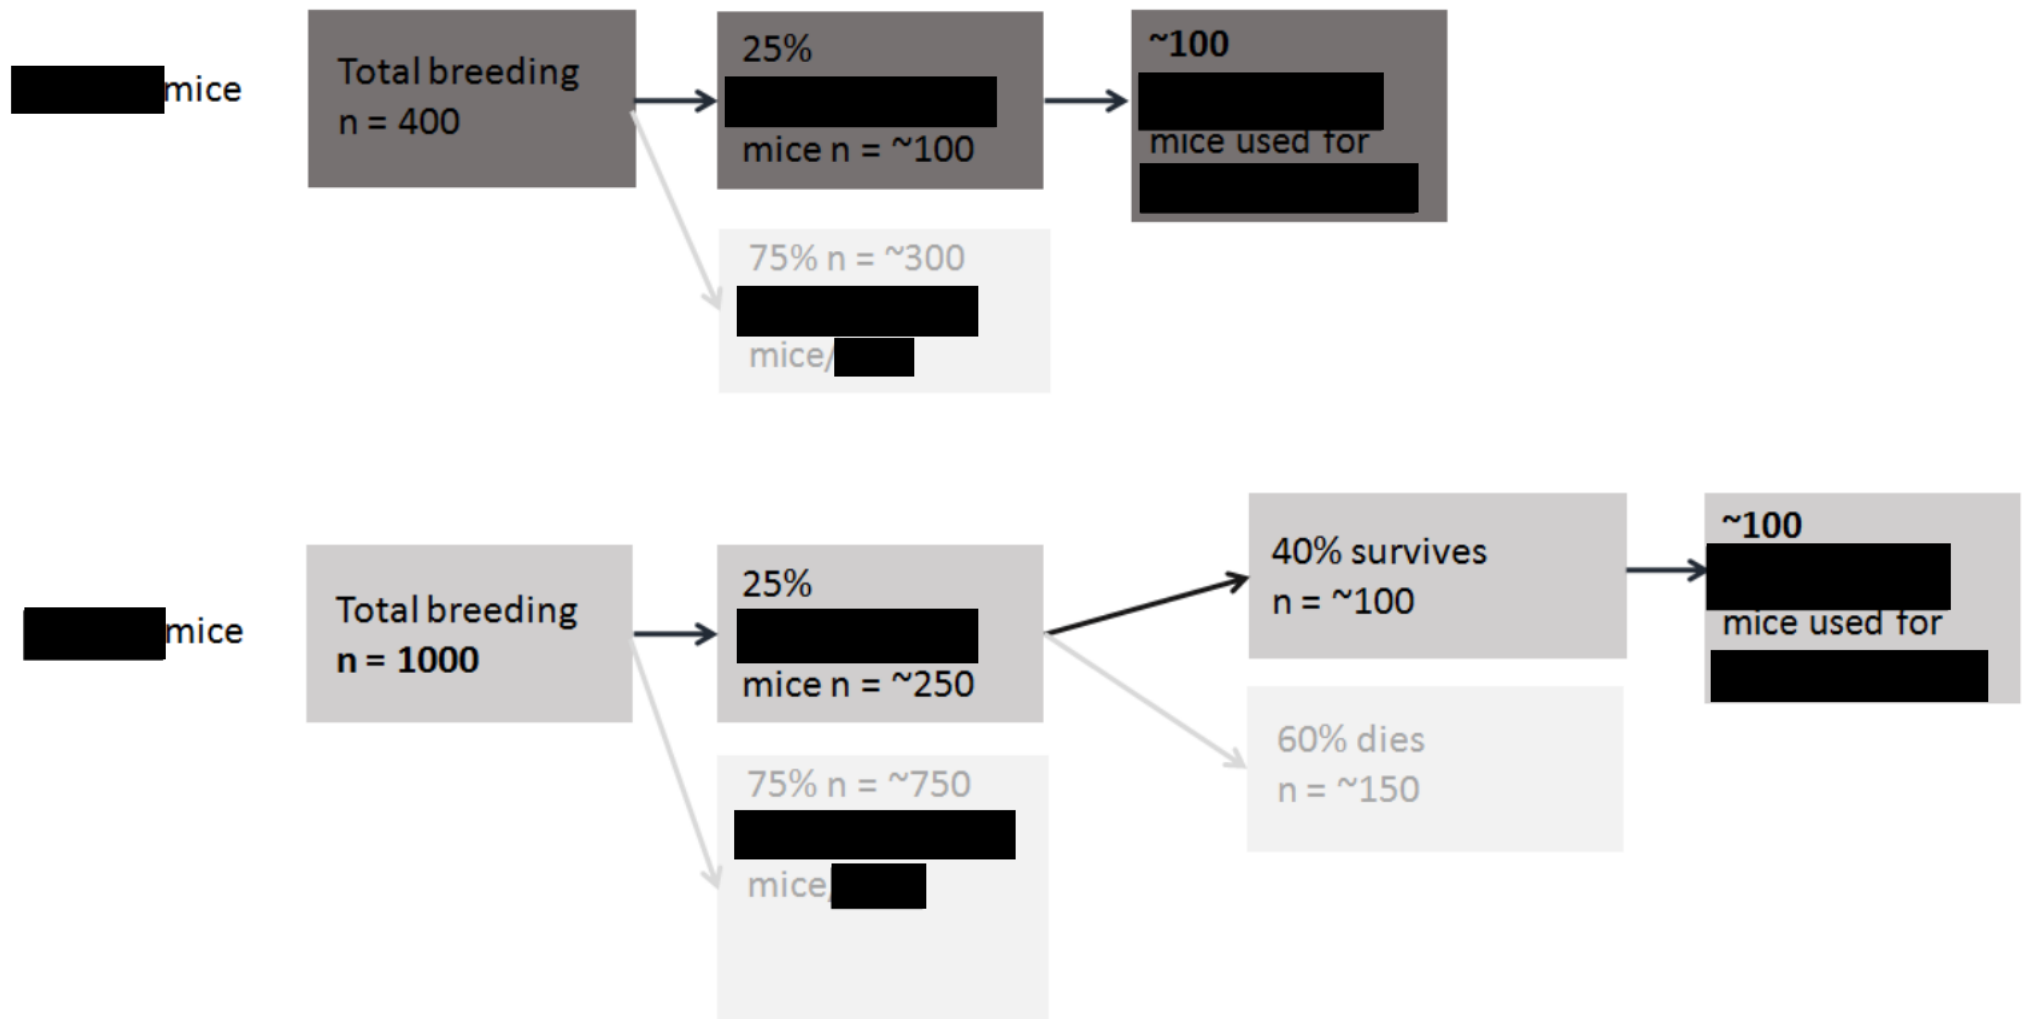 mice
Total breeding
n = 400
25%
mice n = ~100
~100
mice used for
75% n = ~300
mice/
mice
Total breeding
n = 1000
25%
mice n = ~250
40% survives
n = ~100
~100
mice used for
75% n = ~750
mice/
60% dies
n = ~150